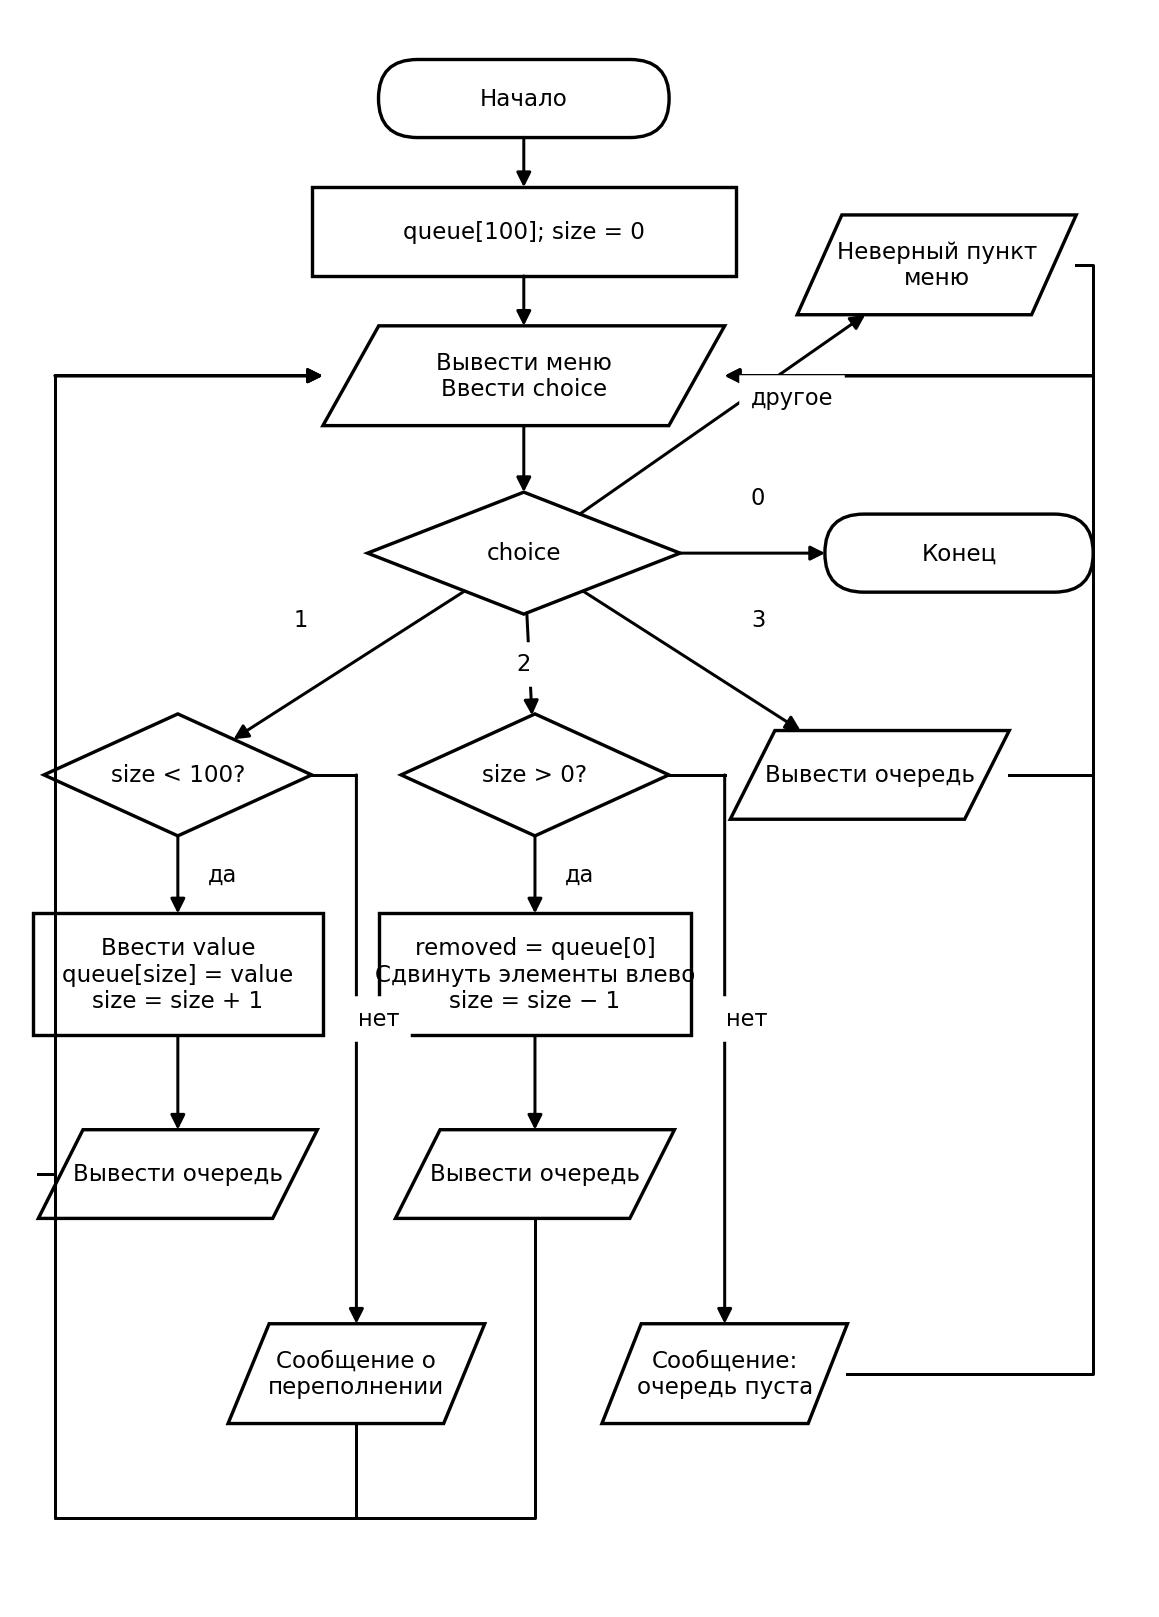 Начало
queue[100]; size = 0
Неверный пункт
меню
Вывести меню
Ввести choice
другое
0
choice
Конец
1
3
2
size < 100?
size > 0?
Вывести очередь
да
да
Ввести value
queue[size] = value
size = size + 1
removed = queue[0]
Сдвинуть элементы влево
size = size − 1
нет
нет
Вывести очередь
Вывести очередь
Сообщение о
переполнении
Сообщение:
очередь пуста